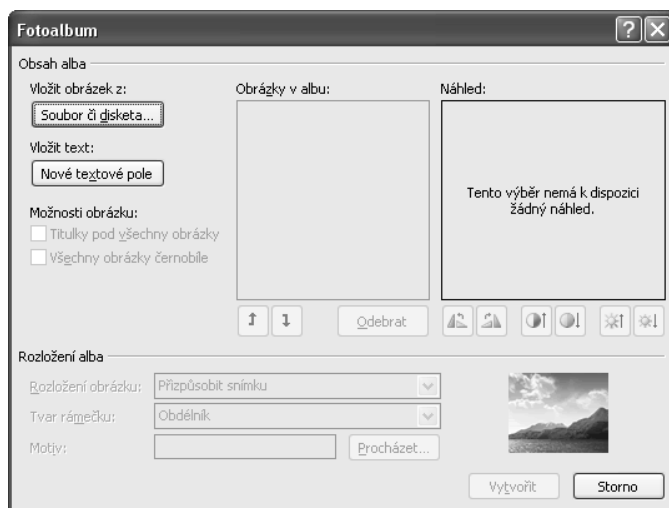 Fotoalbum
Obsah alba
Vložit obrázek z:
Soubor či disketa...
Vložit text:
Nové textové pole
Možnosti obrázku:
Titulky pod všechny obrázky
Všechny obrázky černobíle
Obrázky v albu:
Odebrat
Náhled:
Tento výběr nemá k dispozici
žádný náhled.
Rozložení alba
Rozložení obrázku:
Přizpůsobit snímku
Tvar rámečku:
Obdélník
Motiv:
Procházet...
Vytvořit
Storno